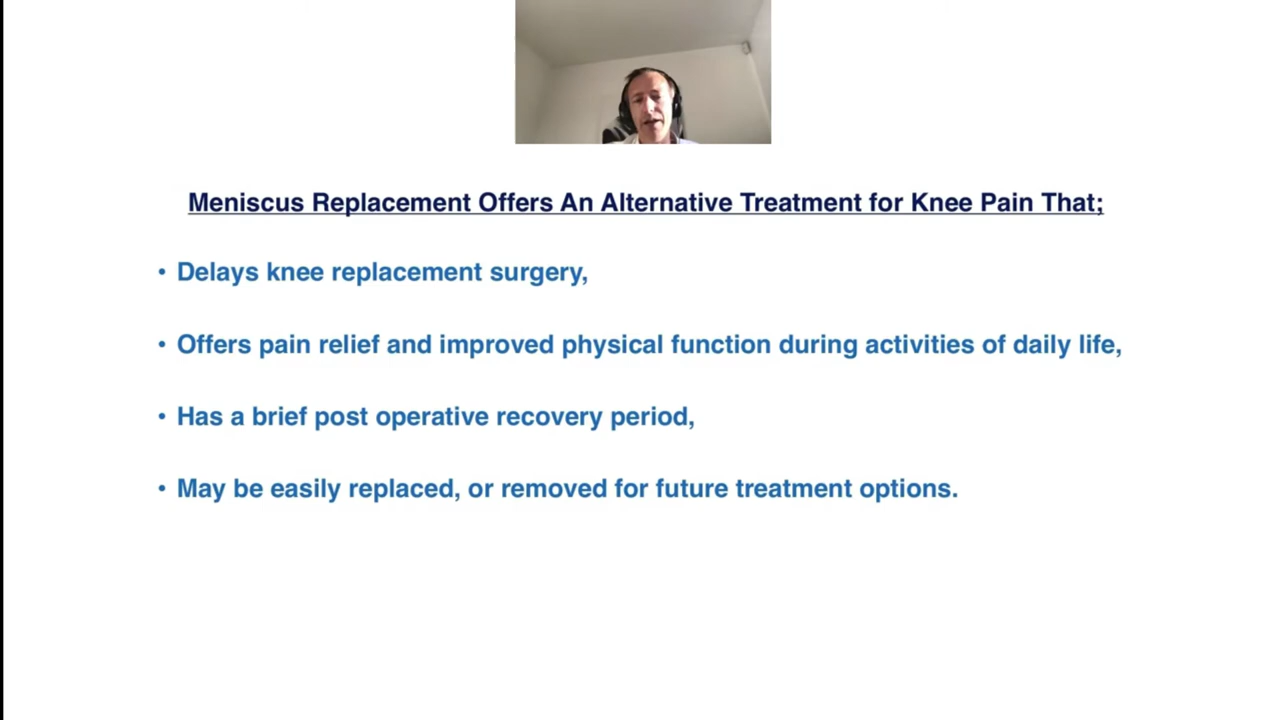 Meniscus Replacement Offers An Alternative Treatment for Knee Pain That;
• Delays knee replacement surgery,
• Offers pain relief and improved physical function during activities of daily life,
• Has a brief post operative recovery period,
• May be easily replaced, or removed for future treatment options.